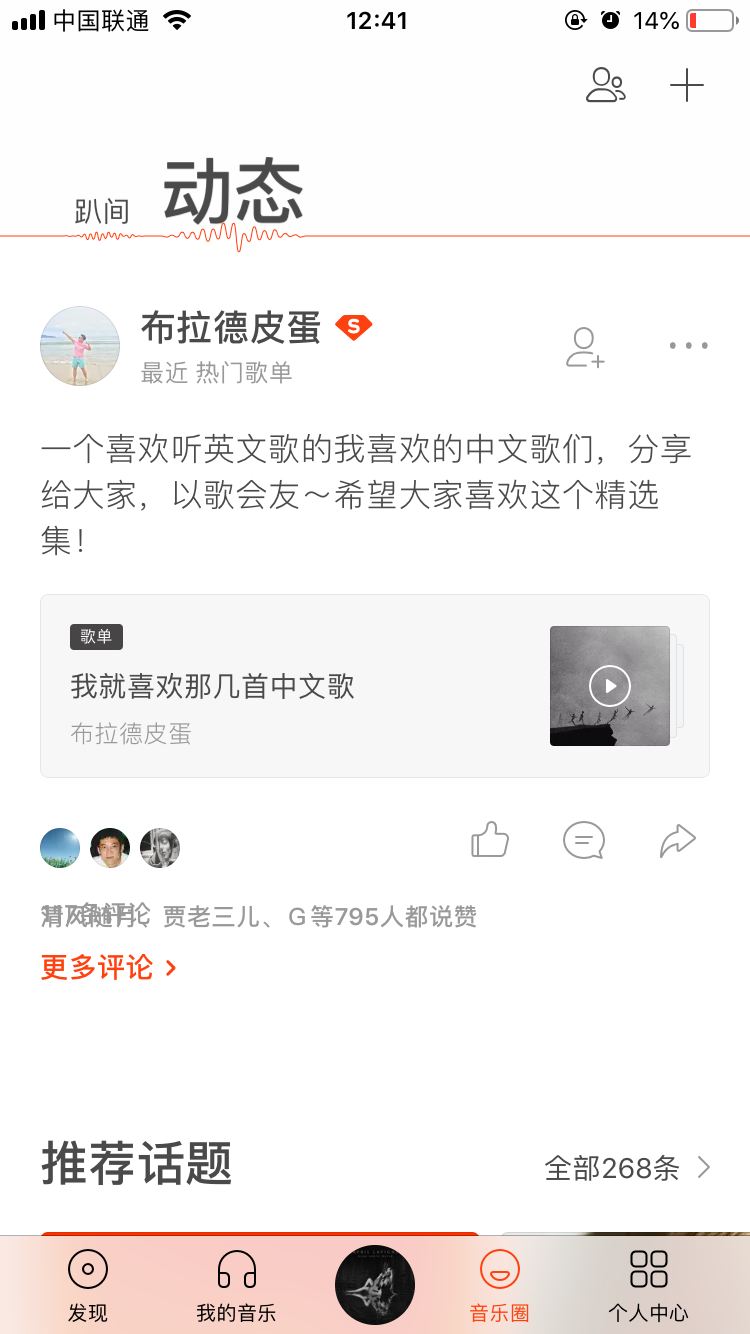 中国联通
12:41
14%
趴间
动态
布拉德皮蛋
S
最近 热门歌单
一个喜欢听英文歌的我喜欢的中文歌们，分享
给大家，以歌会友～希望大家喜欢这个精选
集！
歌单
我就喜欢那几首中文歌
布拉德皮蛋
贾老三儿、G等795人都说赞
更多评论
推荐话题
全部268条
发现
我的音乐
音乐圈
个人中心